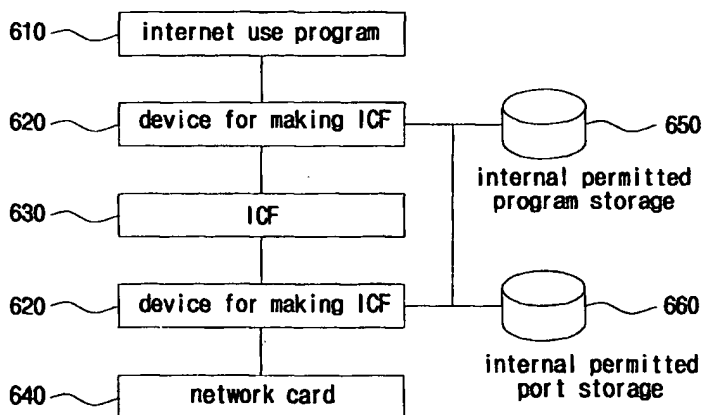 610 internet use program
620 device for making ICF
650
internal permitted
program storage
630 ICF
620 device for making ICF
660
internal permitted
port storage
640 network card